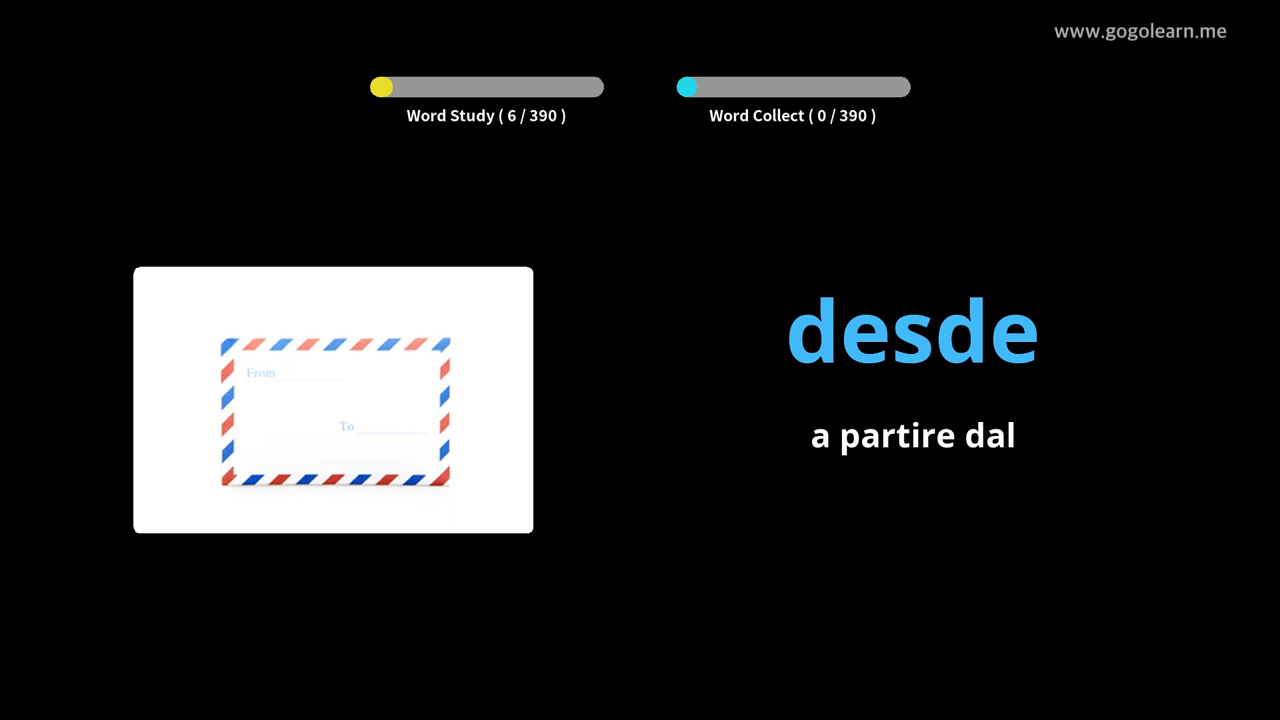 www.gogolearn.me
Word Study ( 6 / 390 )
Word Collect ( 0 / 390 )
From
To
desde
a partire dal